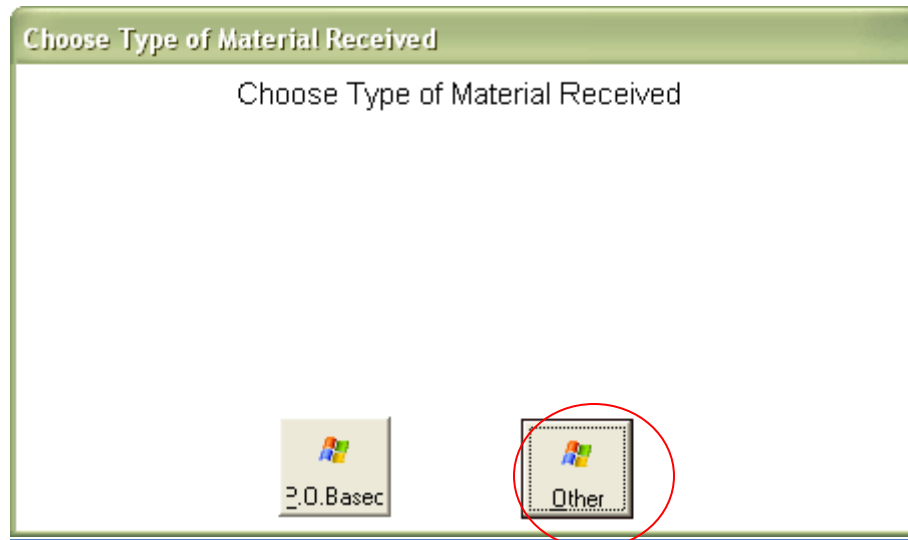 Choose Type of Material Received
Choose Type of Material Received
P.O.Basec
Other